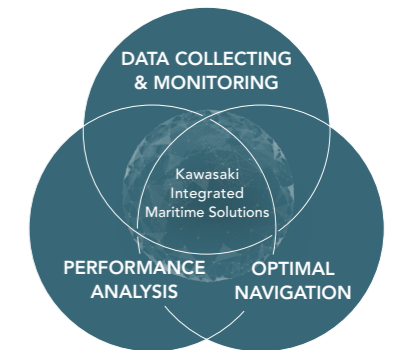 DATA COLLECTING
& MONITORING
Kawasaki
Integrated
Maritime Solutions
PERFORMANCE
ANALYSIS
OPTIMAL
NAVIGATION